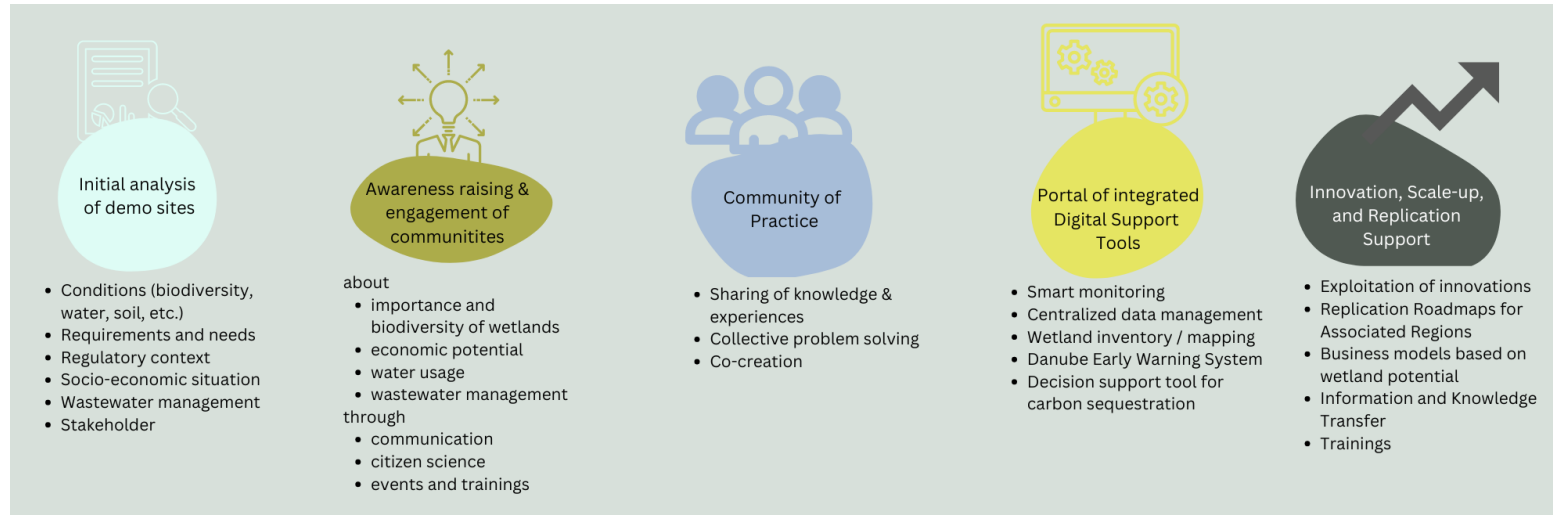 Initial analysis
of demo sites
• Conditions (biodiversity,
water, soil, etc.)
• Requirements and needs
• Regulatory context
• Socio-economic situation
• Wastewater management
• Stakeholder
Awareness raising &
engagement of
communitites
about
• importance and
biodiversity of wetlands
• economic potential
• water usage
• wastewater management
through
• communication
• citizen science
• events and trainings
Community of
Practice
• Sharing of knowledge &
experiences
• Collective problem solving
• Co-creation
Portal of integrated
Digital Support
Tools
• Smart monitoring
• Centralized data management
• Wetland inventory / mapping
• Danube Early Warning System
• Decision support tool for
carbon sequestration
Innovation, Scale-up,
and Replication
Support
• Exploitation of innovations
• Replication Roadmaps for
Associated Regions
• Business models based on
wetland potential
• Information and Knowledge
Transfer
• Trainings